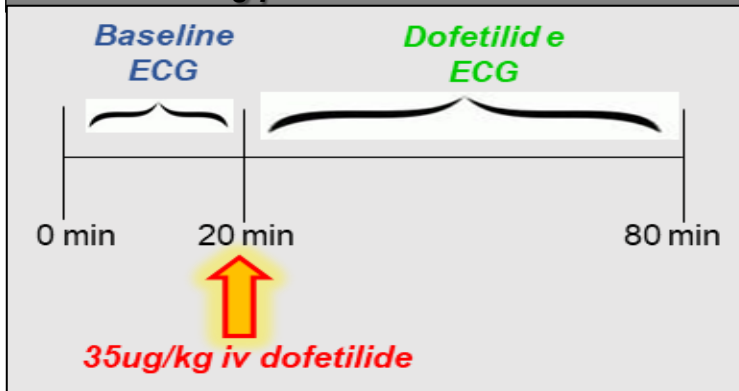 Baseline
ECG
Dofetilid e
ECG
0 min
20 min
80 min
35ug/kg iv dofetilide